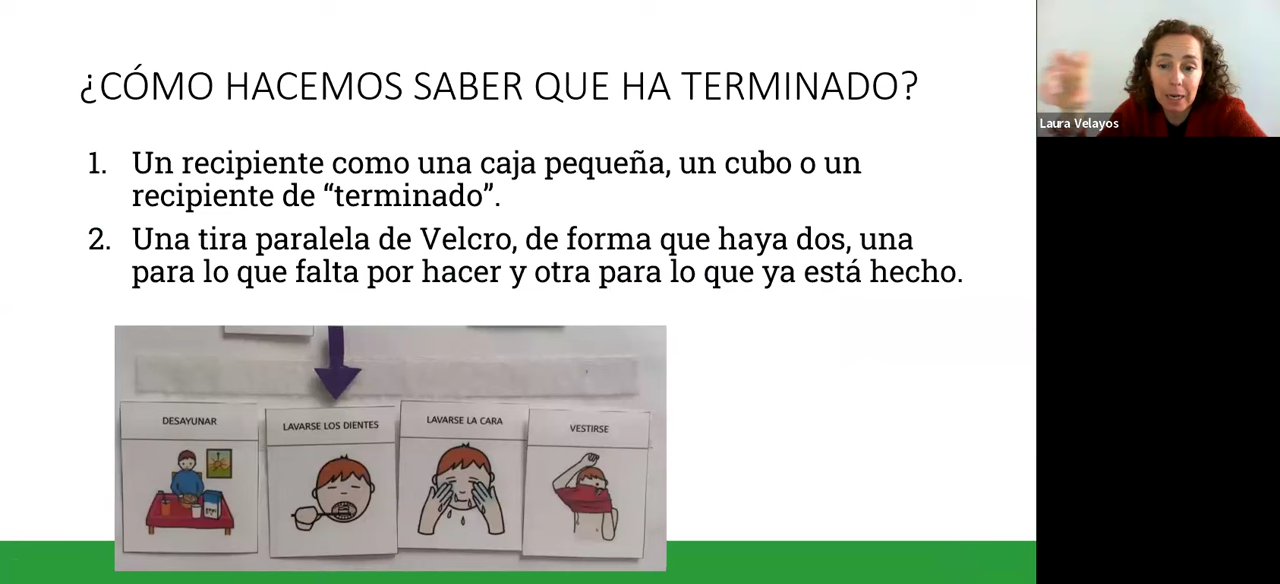 ¿CÓMO HACEMOS SABER QUE HA TERMINADO?
1. Un recipiente como una caja pequeña, un cubo o un
recipiente de “terminado”.
2. Una tira paralela de Velcro, de forma que haya dos, una
para lo que falta por hacer y otra para lo que ya está hecho.
DESAYUNAR
LAVARSE LOS DIENTES
LAVARSE LA CARA
VESTIRSE
Laura Velayos